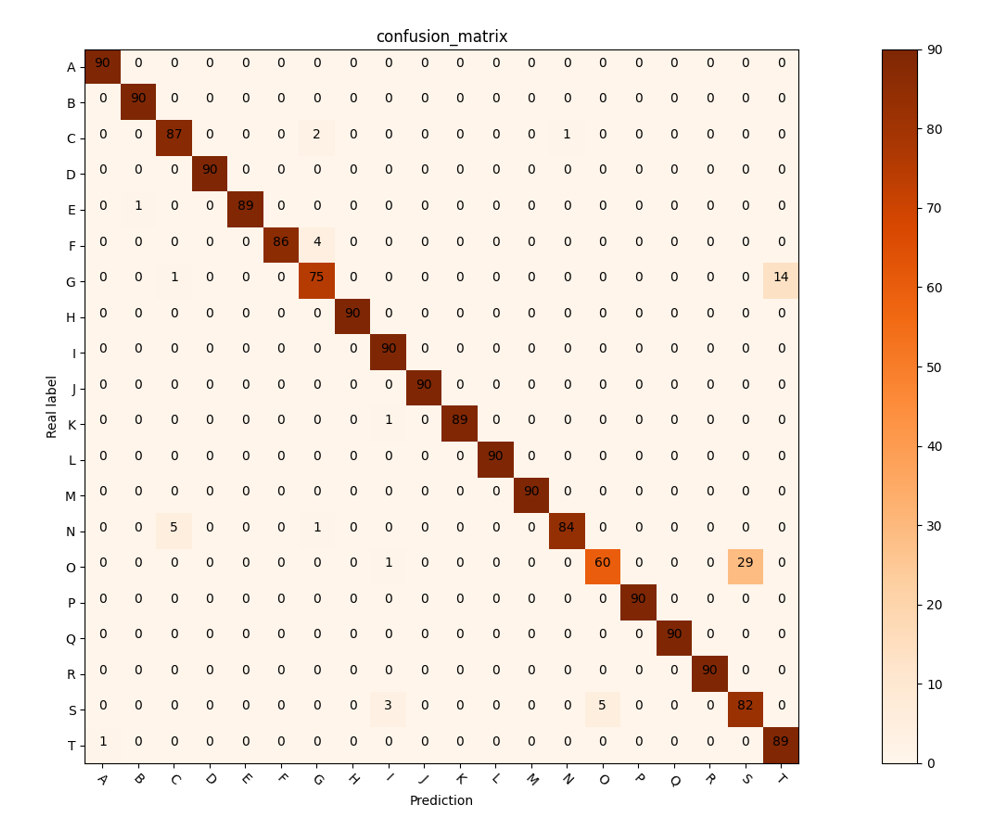 confusion_matrix
A 90 0 0 0 0 0 0 0 0 0 0 0 0 0 0 0 0 0 0 0
B 0 90 0 0 0 0 0 0 0 0 0 0 0 0 0 0 0 0 0 0
C 0 0 87 0 0 0 2 0 0 0 0 0 0 1 0 0 0 0 0 0
D 0 0 0 90 0 0 0 0 0 0 0 0 0 0 0 0 0 0 0 0
E 0 1 0 0 89 0 0 0 0 0 0 0 0 0 0 0 0 0 0 0
F 0 0 0 0 0 86 4 0 0 0 0 0 0 0 0 0 0 0 0 0
G 0 0 1 0 0 0 75 0 0 0 0 0 0 0 0 0 0 0 0 14
H 0 0 0 0 0 0 0 90 0 0 0 0 0 0 0 0 0 0 0 0
I 0 0 0 0 0 0 0 0 90 0 0 0 0 0 0 0 0 0 0 0
J 0 0 0 0 0 0 0 0 0 90 0 0 0 0 0 0 0 0 0 0
K 0 0 0 0 0 0 0 0 1 0 89 0 0 0 0 0 0 0 0 0
L 0 0 0 0 0 0 0 0 0 0 0 90 0 0 0 0 0 0 0 0
M 0 0 0 0 0 0 0 0 0 0 0 0 90 0 0 0 0 0 0 0
N 0 0 5 0 0 0 1 0 0 0 0 0 0 84 0 0 0 0 0 0
O 0 0 0 0 0 0 0 0 1 0 0 0 0 0 60 0 0 0 29 0
P 0 0 0 0 0 0 0 0 0 0 0 0 0 0 0 90 0 0 0 0
Q 0 0 0 0 0 0 0 0 0 0 0 0 0 0 0 0 90 0 0 0
R 0 0 0 0 0 0 0 0 0 0 0 0 0 0 0 0 0 90 0 0
S 0 0 0 0 0 0 0 0 3 0 0 0 0 0 5 0 0 0 82 0
T 1 0 0 0 0 0 0 0 0 0 0 0 0 0 0 0 0 0 0 89
A B C D E F G H I J K L M N O P Q R S T
Prediction
Real label
90
80
70
60
50
40
30
20
10
0